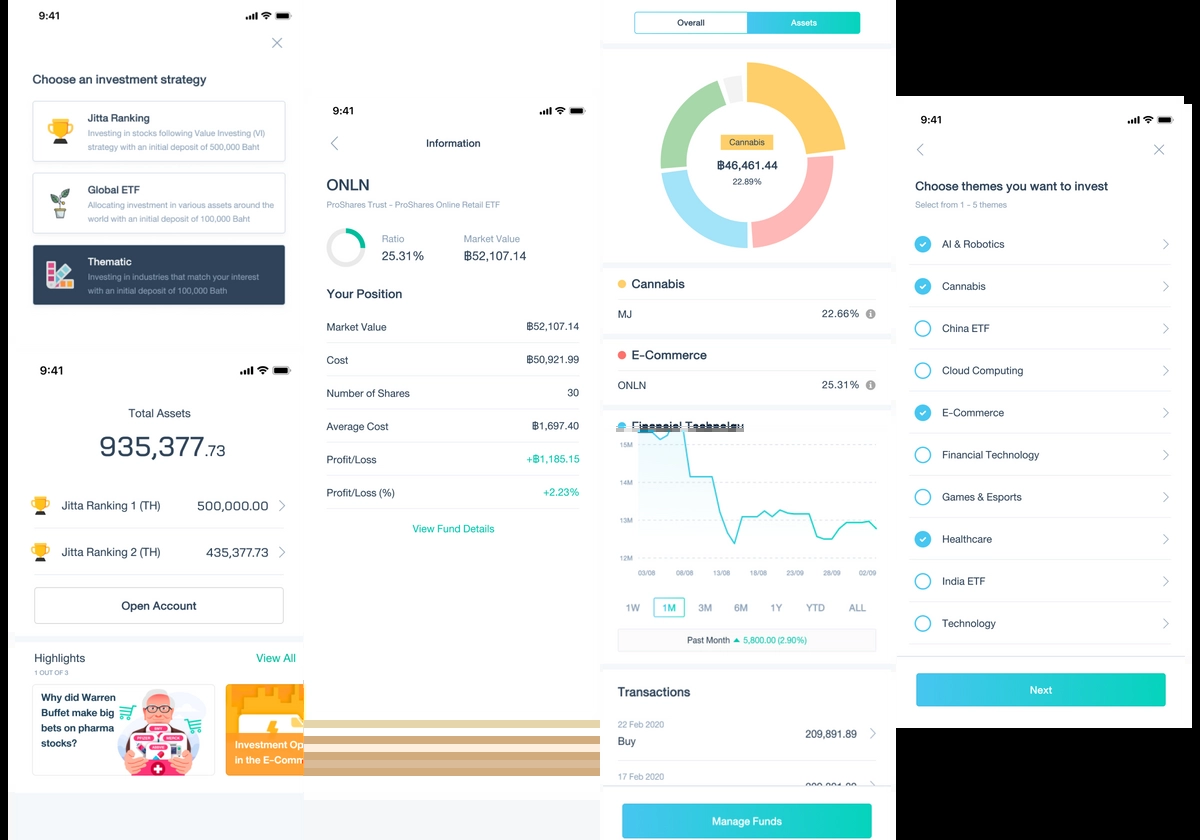 9:41
Choose an investment strategy
Jitta Ranking
Investing in stocks following Value Investing (VI)
strategy with an initial deposit of 500,000 Baht
Global ETF
Allocating investment in various assets around the
world with an initial deposit of 100,000 Baht
Thematic
Investing in industries that match your interest
with an initial deposit of 100,000 Bath
9:41
Total Assets
935,377.73
Jitta Ranking 1 (TH) 500,000.00
Jitta Ranking 2 (TH) 435,377.73
Open Account
Highlights View All
1 OUT OF 3
Why did Warren
Buffet make big
bets on pharma
stocks?
Investment Op
in the E-Comm
9:41
Information
ONLN
ProShares Trust - ProShares Online Retail ETF
Ratio Market Value
25.31% ฿52,107.14
Your Position
Market Value ฿52,107.14
Cost ฿50,921.99
Number of Shares 30
Average Cost ฿1,697.40
Profit/Loss +฿1,185.15
Profit/Loss (%) +2.23%
View Fund Details
Overall Assets
Cannabis
฿46,461.44
22.89%
Cannabis
MJ 22.66%
E-Commerce
ONLN 25.31%
Financial Technology
15M
14M
13M
12M
03/08 08/08 13/08 18/08 23/09 28/09 02/09
1W 1M 3M 6M 1Y YTD ALL
Past Month 5,800.00 (2.90%)
Transactions
22 Feb 2020
Buy 209,891.89
17 Feb 2020
Manage Funds
9:41
Choose themes you want to invest
Select from 1 - 5 themes
AI & Robotics
Cannabis
China ETF
Cloud Computing
E-Commerce
Financial Technology
Games & Esports
Healthcare
India ETF
Technology
Next